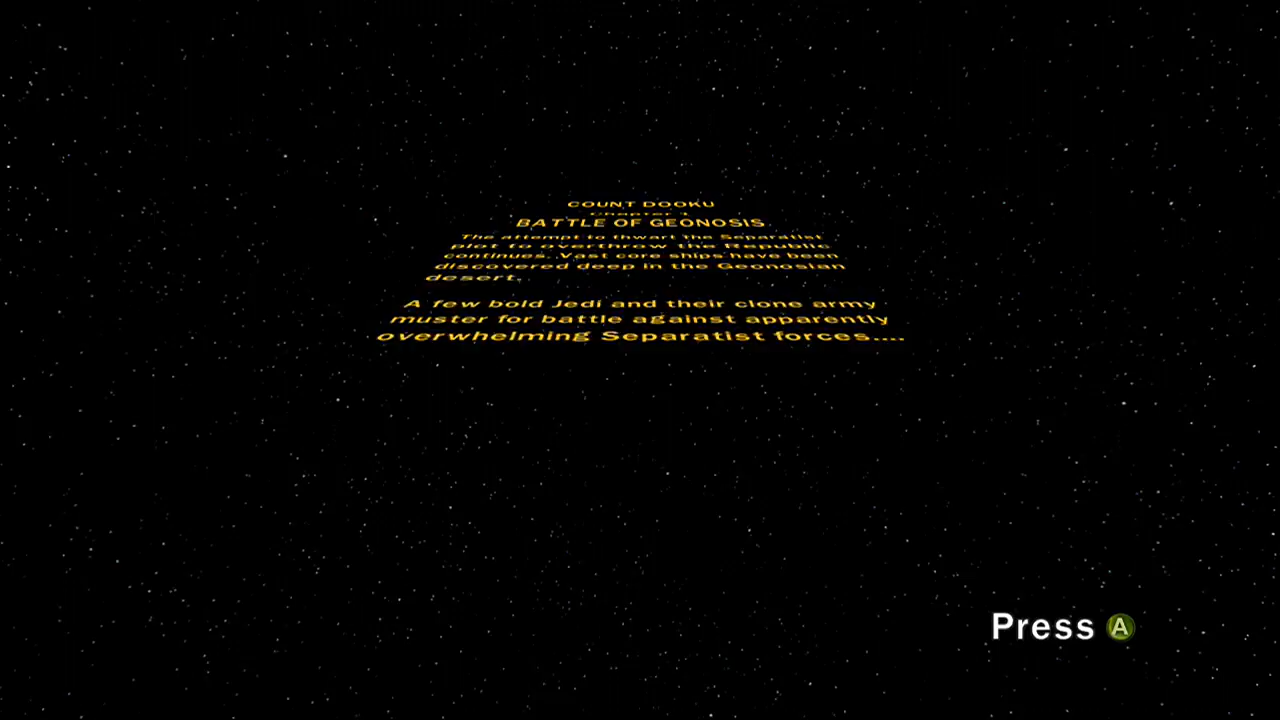 COUNT DOOKU
Chapter 1
BATTLE OF GEONOSIS
The attempt to thwart the Separatist
plot to overthrow the Republic
continues. Vast core ships have been
discovered deep in the Geonosian
desert.
A few bold Jedi and their clone army
muster for battle against apparently
overwhelming Separatist forces....
Press A